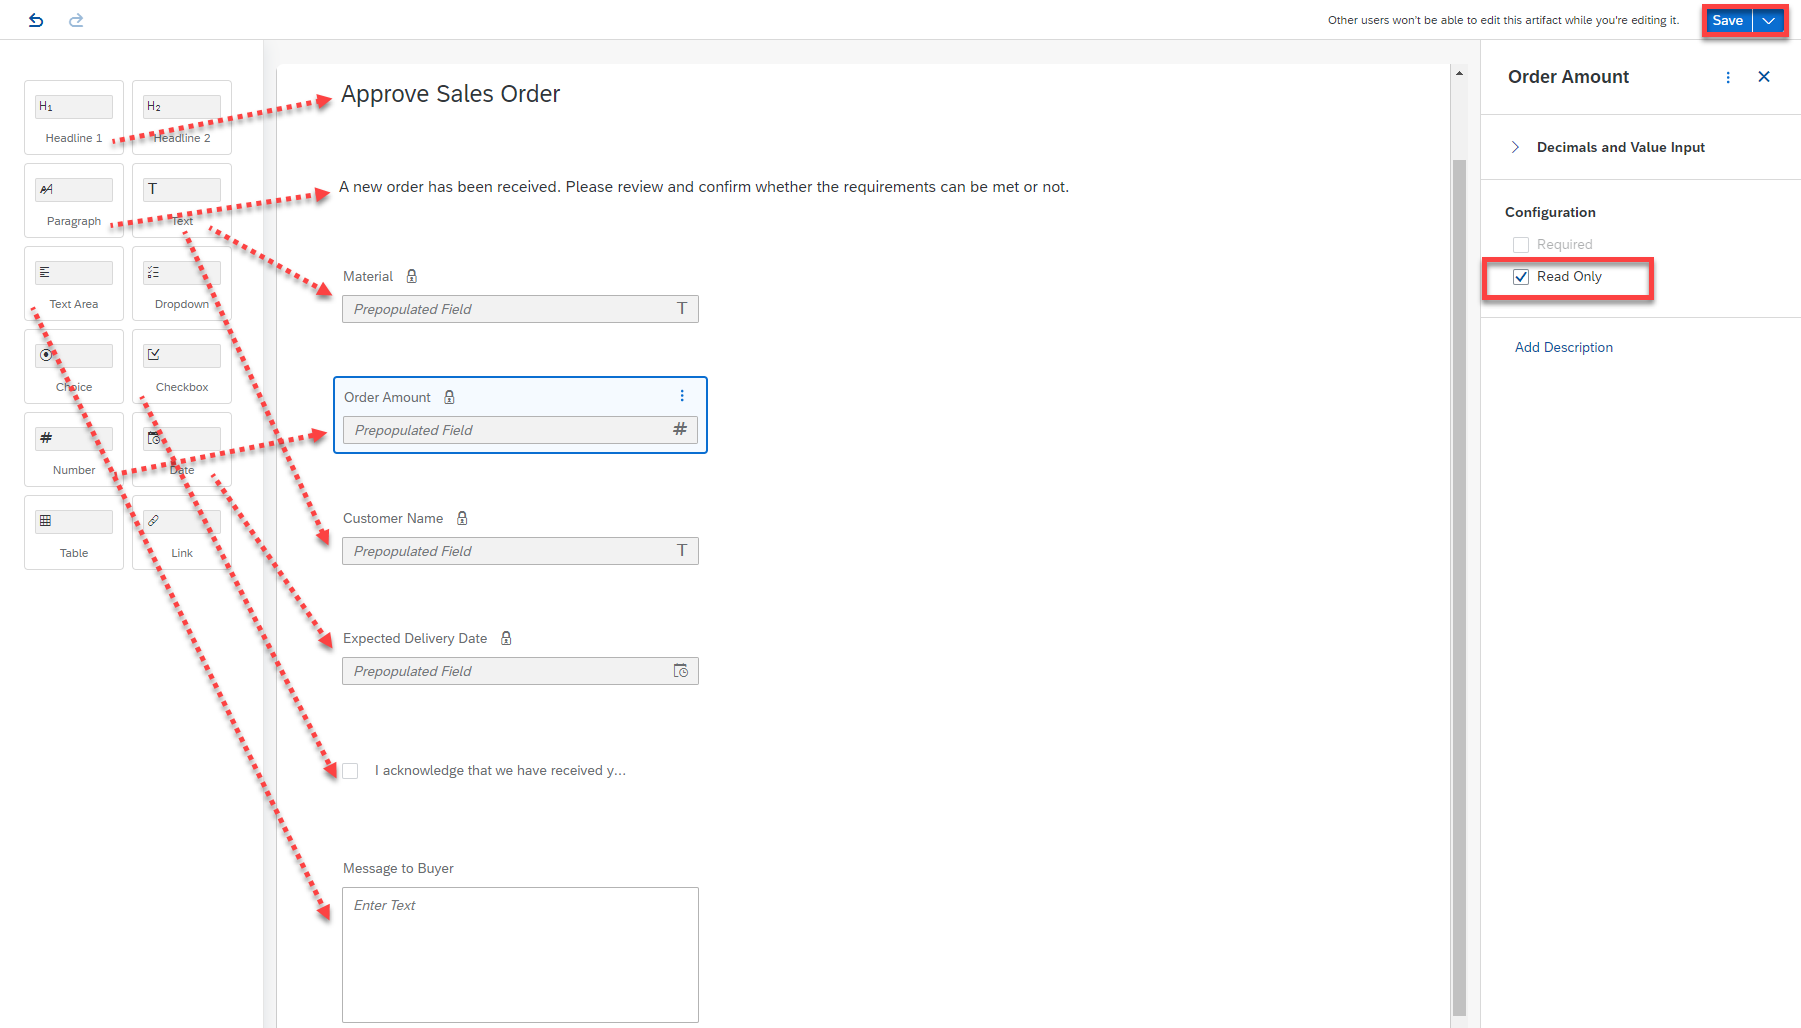 Other users won't be able to edit this artifact while you're editing it.
Save
H1
Headline 1
H2
Headline 2
Paragraph
T
Text
Text Area
Dropdown
Choice
Checkbox
#
Number
Date
Table
Link
Approve Sales Order
A new order has been received. Please review and confirm whether the requirements can be met or not.
Material
Prepopulated Field
T
Order Amount
Prepopulated Field
#
Customer Name
Prepopulated Field
T
Expected Delivery Date
Prepopulated Field
I acknowledge that we have received y...
Message to Buyer
Enter Text
Order Amount
Decimals and Value Input
Configuration
Required
Read Only
Add Description